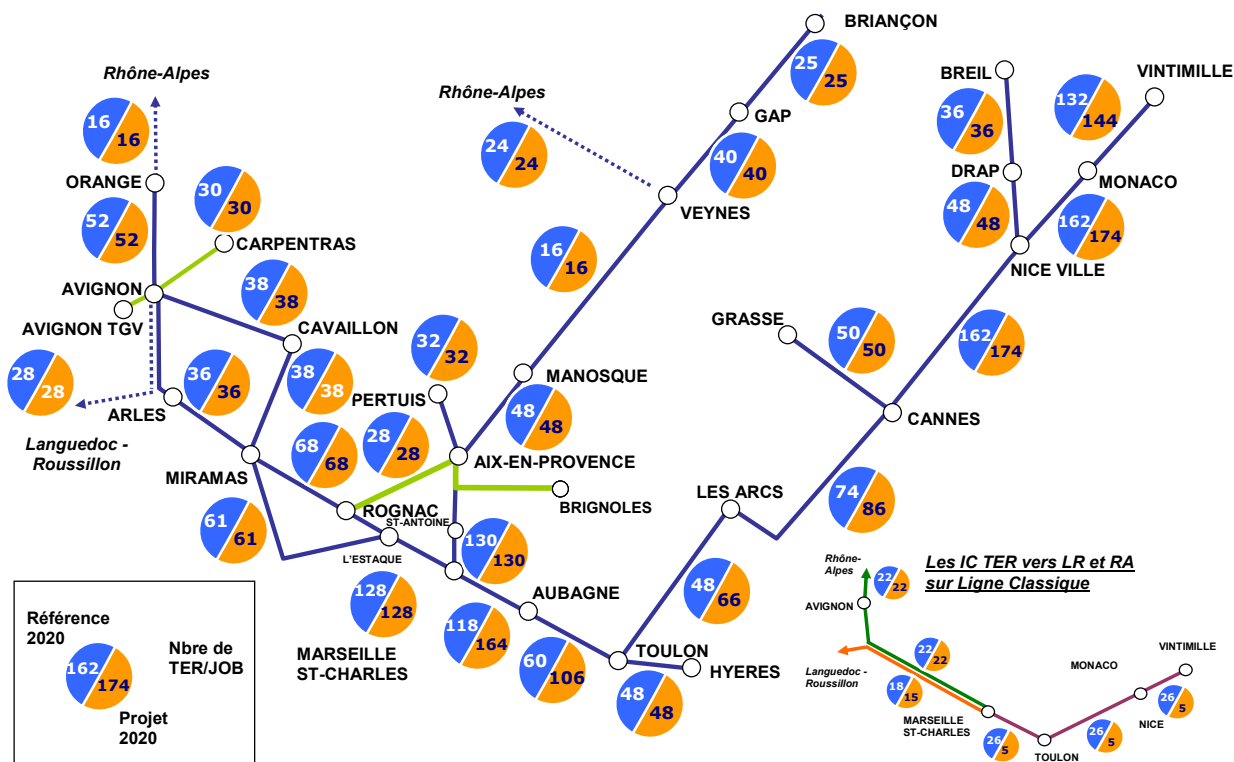 BRIANÇON
25
25
Rhône-Alpes
16
16
Rhône-Alpes
24
24
GAP
40
40
BREIL
36
36
VINTIMILLE
132
144
ORANGE
52
52
30
30
CARPENTRAS
VEYNES
DRAP
48
48
MONACO
162
174
NICE VILLE
AVIGNON
AVIGNON TGV
38
38
CAVAILLON
16
16
GRASSE
50
50
162
174
28
28
36
36
ARLES
38
38
32
32
PERTUIS
MANOSQUE
48
48
CANNES
Languedoc -
Roussillon
MIRAMAS
68
68
28
28
AIX-EN-PROVENCE
BRIGNOLES
LES ARCS
74
86
ROGNAC
ST-ANTOINE
L'ESTAQUE
61
61
130
130
128
128
MARSEILLE
ST-CHARLES
118
164
AUBAGNE
60
106
48
66
TOULON
HYERES
48
48
Référence
2020
Nbre de
TER/JOB
162
174
Projet
2020
Les IC TER vers LR et RA
sur Ligne Classique
Rhône-
Alpes
22
22
AVIGNON
22
22
Languedoc -
Roussillon
18
15
MARSEILLE
ST-CHARLES
26
5
TOULON
26
5
MONACO
NICE
VINTIMILLE
26
5